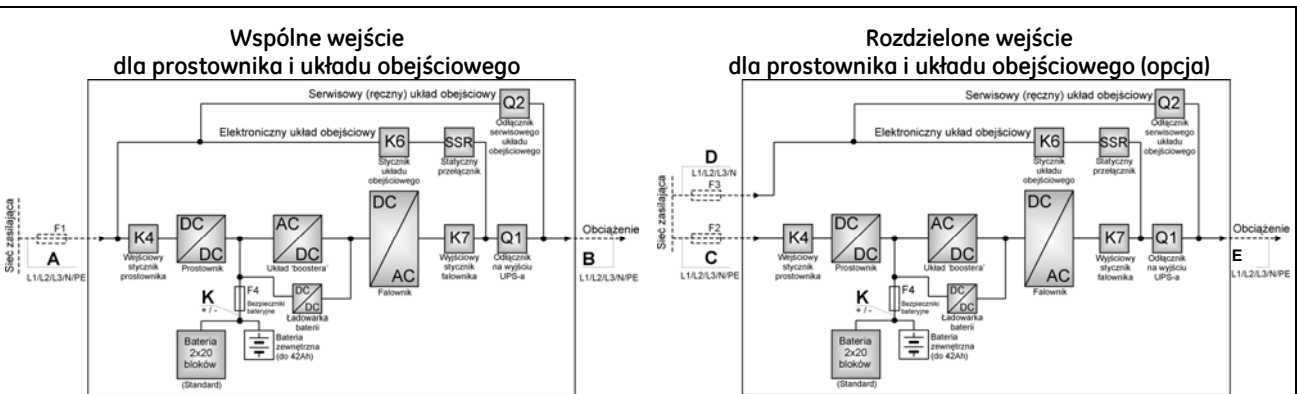 Wspólne wejście
dla prostownika i układu obejściowego
Serwisowy (ręczny) układ obejściowy
Q2
Odłącznik
serwisowego
układu
obejściowego
Elektroniczny układ obejściowy
K6
Stycznik
układu
obejściowego
SSR
Statyczny
przełącznik
Sieć zasilająca
F1
A
L1/L2/L3/N/PE
K4
Wejściowy
stycznik
prostownika
DC
DC
Prostownik
AC
DC
Układ 'boostera'
DC
AC
Falownik
K7
Wyjściowy
stycznik
falownika
Q1
Odłącznik
na wyjściu
UPS-a
Obciążenie
B
L1/L2/L3/N/PE
K
+ / -
F4
Bezpieczniki
bateryjne
DC
DC
Ładowarka
baterii
Bateria
2x20
bloków
(Standard)
Bateria
zewnętrzna
(do 42Ah)
Rozdzielone wejście
dla prostownika i układu obejściowego (opcja)
Serwisowy (ręczny) układ obejściowy
Q2
Odłącznik
serwisowego
układu
obejściowego
Elektroniczny układ obejściowy
K6
Stycznik
układu
obejściowego
SSR
Statyczny
przełącznik
Sieć zasilająca
D
L1/L2/L3/N
F3
F2
C
L1/L2/L3/N/PE
K4
Wejściowy
stycznik
prostownika
DC
DC
Prostownik
AC
DC
Układ 'boostera'
DC
AC
Falownik
K7
Wyjściowy
stycznik
falownika
Q1
Odłącznik
na wyjściu
UPS-a
Obciążenie
E
L1/L2/L3/N/PE
K
+ / -
F4
Bezpieczniki
bateryjne
DC
DC
Ładowarka
baterii
Bateria
2x20
bloków
(Standard)
Bateria
zewnętrzna
(do 42Ah)